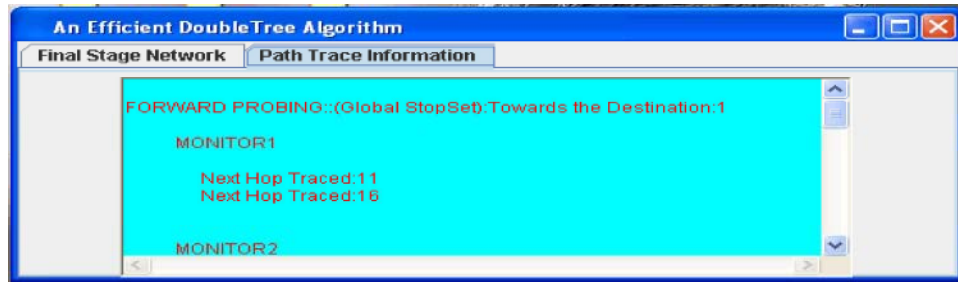 An Efficient DoubleTree Algorithm
Final Stage Network Path Trace Information
FORWARD PROBING::(Global StopSet):Towards the Destination:1
MONITOR1
Next Hop Traced:11
Next Hop Traced:16
MONITOR2